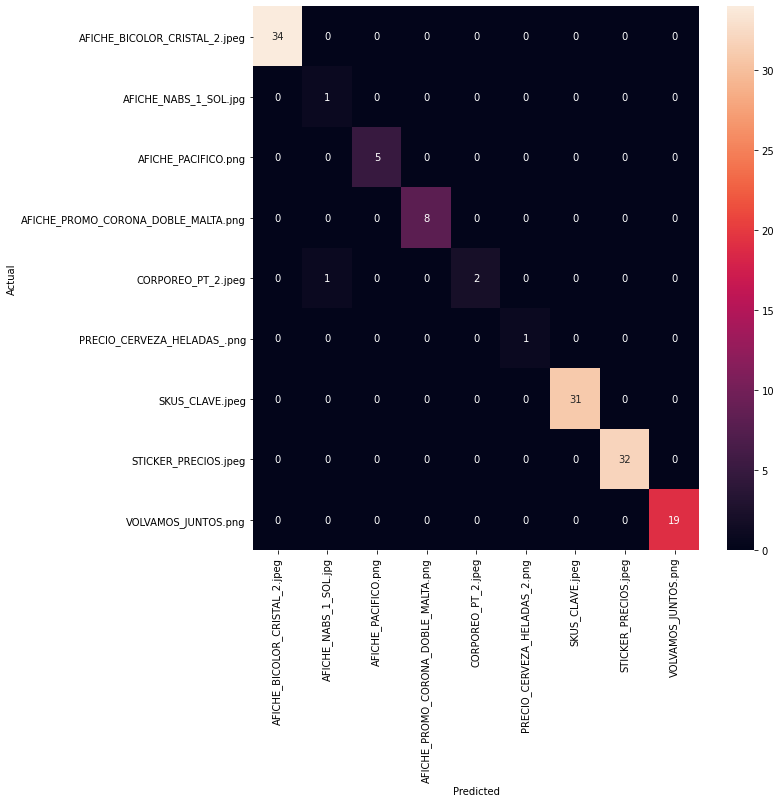 AFICHE_BICOLOR_CRISTAL_2.jpeg 34 0 0 0 0 0 0 0 0
AFICHE_NABS_1_SOL.jpg 0 1 0 0 0 0 0 0 0
AFICHE_PACIFICO.png 0 0 5 0 0 0 0 0 0
AFICHE_PROMO_CORONA_DOBLE_MALTA.png 0 0 0 8 0 0 0 0 0
CORPOREO_PT_2.jpeg 0 1 0 0 2 0 0 0 0
PRECIO_CERVEZA_HELADAS_.png 0 0 0 0 0 1 0 0 0
SKUS_CLAVE.jpeg 0 0 0 0 0 0 31 0 0
STICKER_PRECIOS.jpeg 0 0 0 0 0 0 0 32 0
VOLVAMOS_JUNTOS.png 0 0 0 0 0 0 0 0 19
Actual
AFICHE_BICOLOR_CRISTAL_2.jpeg
AFICHE_NABS_1_SOL.jpg
AFICHE_PACIFICO.png
AFICHE_PROMO_CORONA_DOBLE_MALTA.png
CORPOREO_PT_2.jpeg
PRECIO_CERVEZA_HELADAS_2.png
SKUS_CLAVE.jpeg
STICKER_PRECIOS.jpeg
VOLVAMOS_JUNTOS.png
Predicted
30
25
20
15
10
5
0